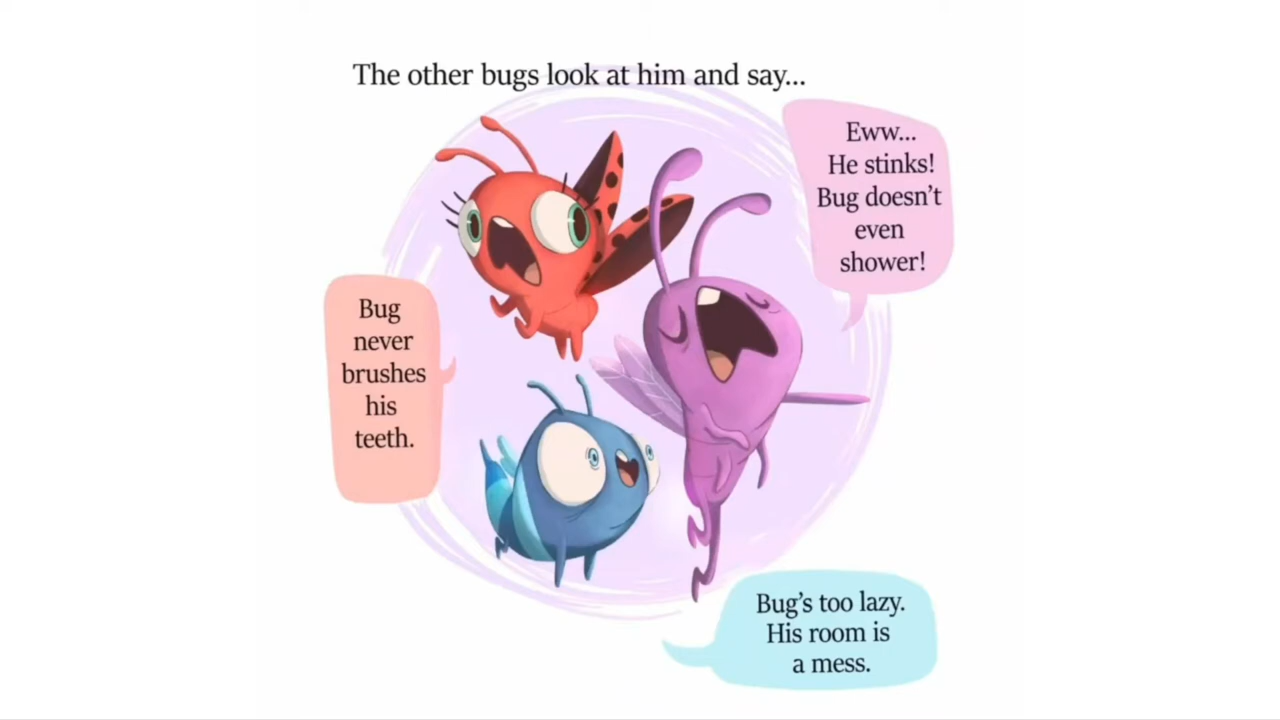 The other bugs look at him and say...
Eww...
He stinks!
Bug doesn’t
even
shower!
Bug
never
brushes
his
teeth.
Bug’s too lazy.
His room is
a mess.